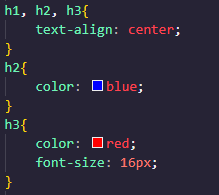 h1, h2, h3{
    text-align: center;
}
h2{
    color: blue;
}
h3{
    color: red;
    font-size: 16px;
}